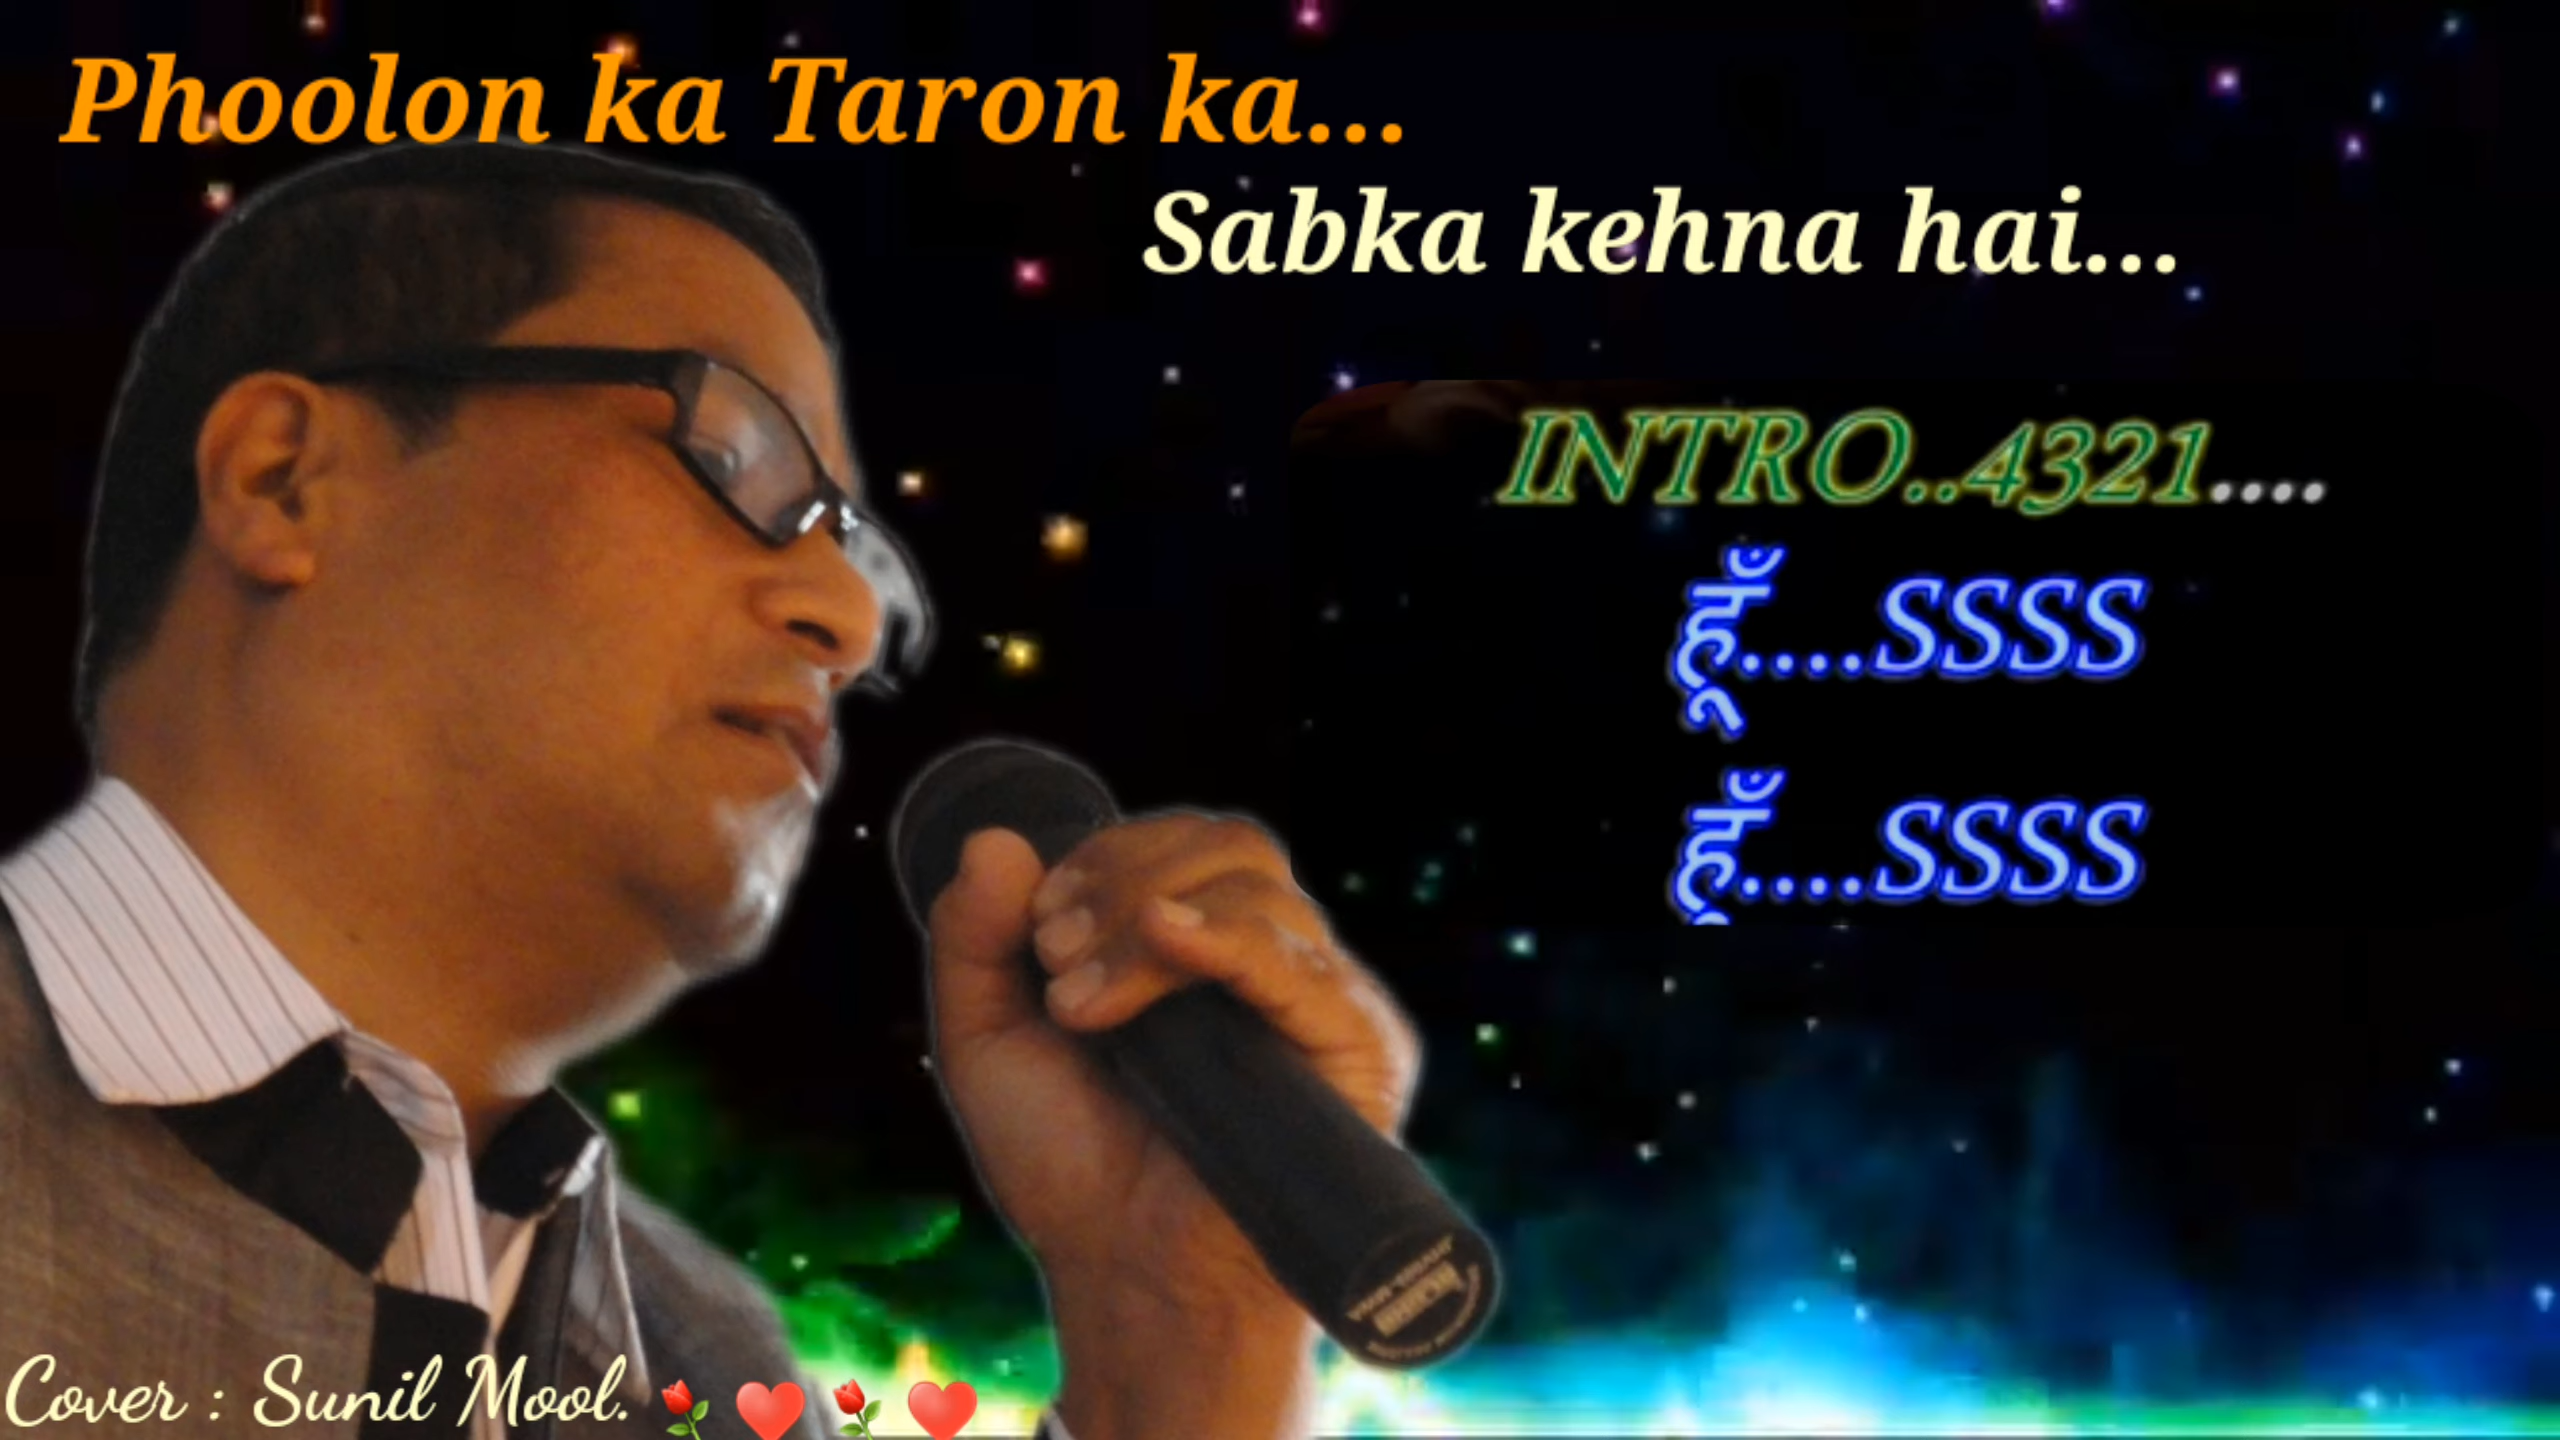 Phoolon ka Taron ka...
Sabka kehna hai...
INTRO..4321....
हूँ....SSSS
हूँ....SSSS
Cover : Sunil Mool. 🌹 ❤️ 🌹 ❤️